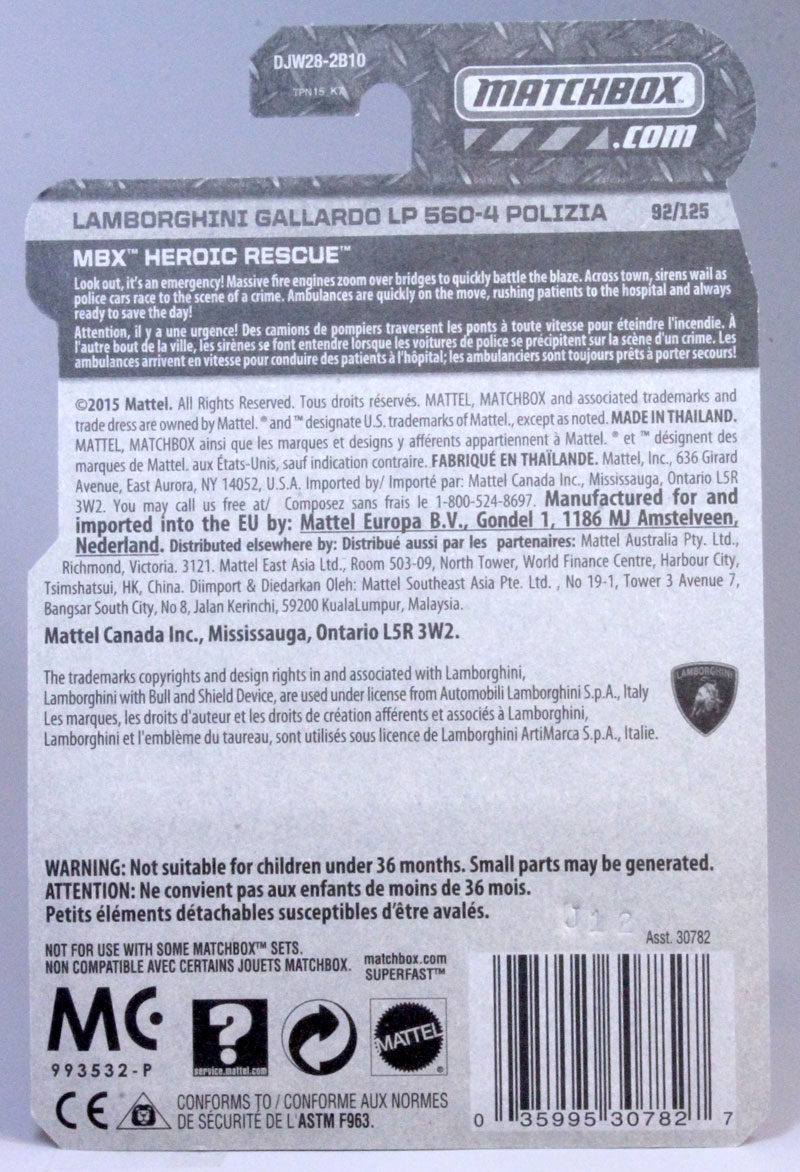 DJW28-2B10
TPN15_K7
MATCHBOX™
.com
LAMBORGHINI GALLARDO LP 560-4 POLIZIA 92/125
MBX™ HEROIC RESCUE™
Look out, it's an emergency! Massive fire engines zoom over bridges to quickly battle the blaze. Across town, sirens wail as
police cars race to the scene of a crime. Ambulances are quickly on the move, rushing patients to the hospital and always
ready to save the day!
Attention, il y a une urgence! Des camions de pompiers traversent les ponts à toute vitesse pour éteindre l'incendie. À
l'autre bout de la ville, les sirènes se font entendre lorsque les voitures de police se précipitent sur la scène d'un crime. Les
ambulances arrivent en vitesse pour conduire des patients à l'hôpital; les ambulanciers sont toujours prêts à porter secours!
©2015 Mattel. All Rights Reserved. Tous droits réservés. MATTEL, MATCHBOX and associated trademarks and
trade dress are owned by Mattel. ® and ™ designate U.S. trademarks of Mattel., except as noted. MADE IN THAILAND.
MATTEL, MATCHBOX ainsi que les marques et designs y afférents appartiennent à Mattel. ® et ™ désignent des
marques de Mattel. aux États-Unis, sauf indication contraire. FABRIQUÉ EN THAÏLANDE. Mattel, Inc., 636 Girard
Avenue, East Aurora, NY 14052, U.S.A. Imported by/ Importé par: Mattel Canada Inc., Mississauga, Ontario L5R
3W2. You may call us free at/ Composez sans frais le 1-800-524-8697. Manufactured for and
imported into the EU by: Mattel Europa B.V., Gondel 1, 1186 MJ Amstelveen,
Nederland. Distributed elsewhere by: Distribué aussi par les partenaires: Mattel Australia Pty. Ltd.,
Richmond, Victoria. 3121. Mattel East Asia Ltd., Room 503-09, North Tower, World Finance Centre, Harbour City,
Tsimshatsui, HK, China. Diimport & Diedarkan Oleh: Mattel Southeast Asia Pte. Ltd. , No 19-1, Tower 3 Avenue 7,
Bangsar South City, No 8, Jalan Kerinchi, 59200 KualaLumpur, Malaysia.
Mattel Canada Inc., Mississauga, Ontario L5R 3W2.
The trademarks copyrights and design rights in and associated with Lamborghini,
Lamborghini with Bull and Shield Device, are used under license from Automobili Lamborghini S.p.A., Italy
Les marques, les droits d'auteur et les droits de création afférents et associés à Lamborghini,
Lamborghini et l'emblème du taureau, sont utilisés sous licence de Lamborghini ArtiMarca S.p.A., Italie.
LAMBORGHINI
WARNING: Not suitable for children under 36 months. Small parts may be generated.
ATTENTION: Ne convient pas aux enfants de moins de 36 mois.
Petits éléments détachables susceptibles d'être avalés.
J12
Asst. 30782
NOT FOR USE WITH SOME MATCHBOX™ SETS.
NON COMPATIBLE AVEC CERTAINS JOUETS MATCHBOX.
matchbox.com
SUPERFAST™
MC
993532-P
?
service.mattel.com
MATTEL
®
CE
CONFORMS TO / CONFORME AUX NORMES
DE SÉCURITÉ DE L'ASTM F963.
0 35995 30782 7